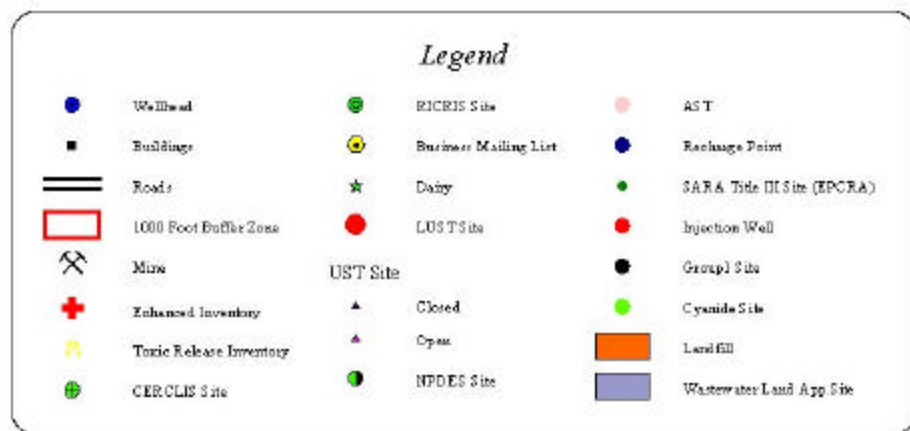 Legend
Wellhead
Buildings
Roads
1000 Foot Buffer Zone
Mine
Enhanced Inventory
Toxic Release Inventory
CERCLIS Site
RICRIS Site
Business Mailing List
Dairy
LUST Site
UST Site
Closed
Open
NPDES Site
AST
Recharge Point
SARA Title III Site (EPCRA)
Injection Well
Group1 Site
Cyanide Site
Landfill
Wastewater Land App.Site